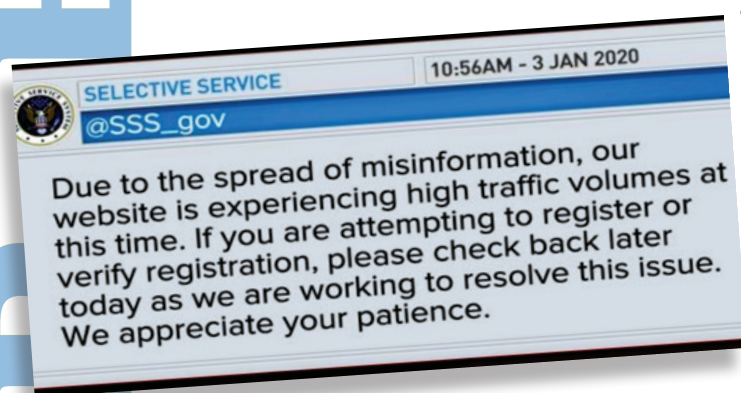 SELECTIVE SERVICE
10:56AM - 3 JAN 2020
@SSS_gov
Due to the spread of misinformation, our
website is experiencing high traffic volumes at
this time. If you are attempting to register or
verify registration, please check back later
today as we are working to resolve this issue.
We appreciate your patience.